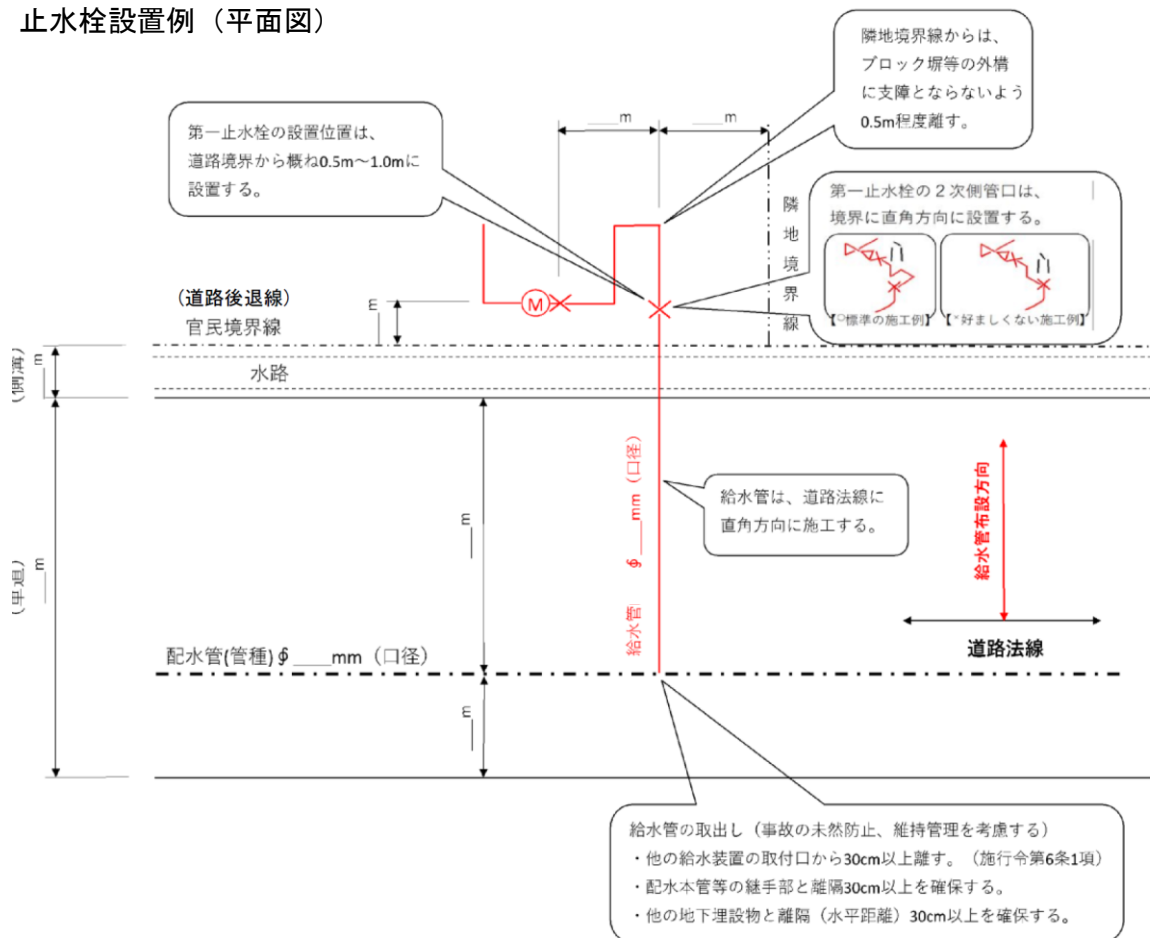 止水栓設置例（平面図）
隣地境界線からは、
ブロック塀等の外構
に支障とならないよう
0.5m程度離す。
____m
____m
第一止水栓の設置位置は、
道路境界から概ね0.5m～1.0mに
設置する。
第一止水栓の２次側管口は、
境界に直角方向に設置する。
【○標準の施工例】
【×好ましくない施工例】
隣地境界線
M
（道路後退線）
官民境界線
__m
__m
（側溝）
水路
__m
（車道）
__m
給水管 ∮____mm（口径）
給水管は、道路法線に
直角方向に施工する。
給水管布設方向
道路法線
配水管(管種)∮____mm（口径）
__m
給水管の取出し（事故の未然防止、維持管理を考慮する）
・他の給水装置の取付口から30cm以上離す。（施行令第6条1項）
・配水本管等の継手部と離隔30cm以上を確保する。
・他の地下埋設物と離隔（水平距離）30cm以上を確保する。